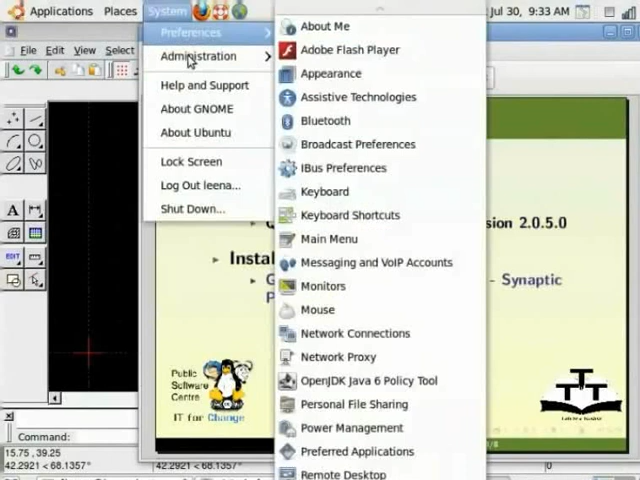 Applications Places System
Jul 30, 9:33 AM
File Edit View Select
Preferences
Administration
Help and Support
About GNOME
About Ubuntu
Lock Screen
Log Out leena...
Shut Down...
About Me
Adobe Flash Player
Appearance
Assistive Technologies
Bluetooth
Broadcast Preferences
IBus Preferences
Keyboard
Keyboard Shortcuts
Main Menu
Messaging and VoIP Accounts
Monitors
Mouse
Network Connections
Network Proxy
OpenJDK Java 6 Policy Tool
Personal File Sharing
Power Management
Preferred Applications
Remote Desktop
sion 2.0.5.0
Instal
- Synaptic
Public
Software
Centre
IT for Change
A
EDIT
Command:
15.75 , 39.25
42.2921 < 68.1357°
42.2921 < 68.1357°